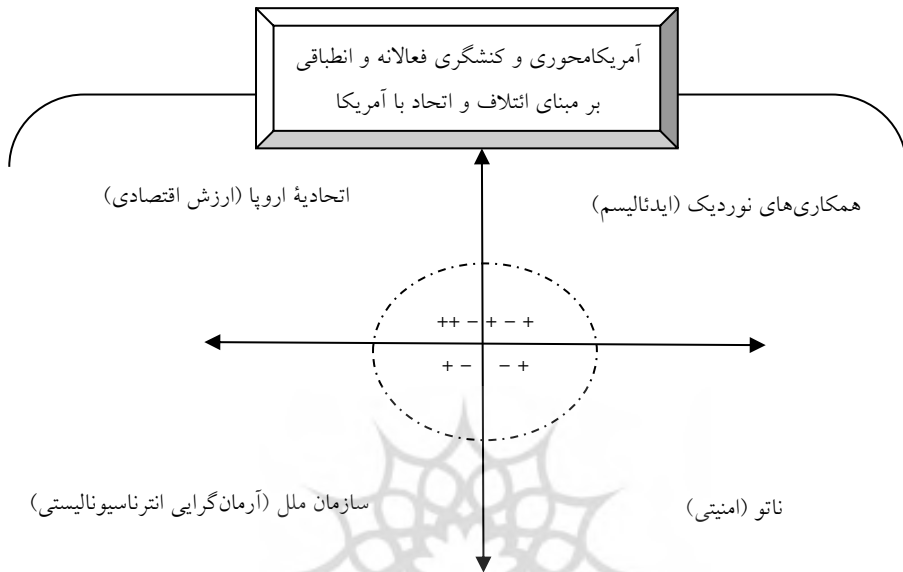 آمریکامحوری و کنشگری فعالانه و انطباقی
بر مبنای ائتلاف و اتحاد با آمریکا
همکاری‌های نوردیک (ایدئالیسم)
اتحادیۀ اروپا (ارزش اقتصادی)
++ − + − +
+ − − +
ناتو (امنیتی)
سازمان ملل (آرمان‌گرایی انترناسیونالیستی)